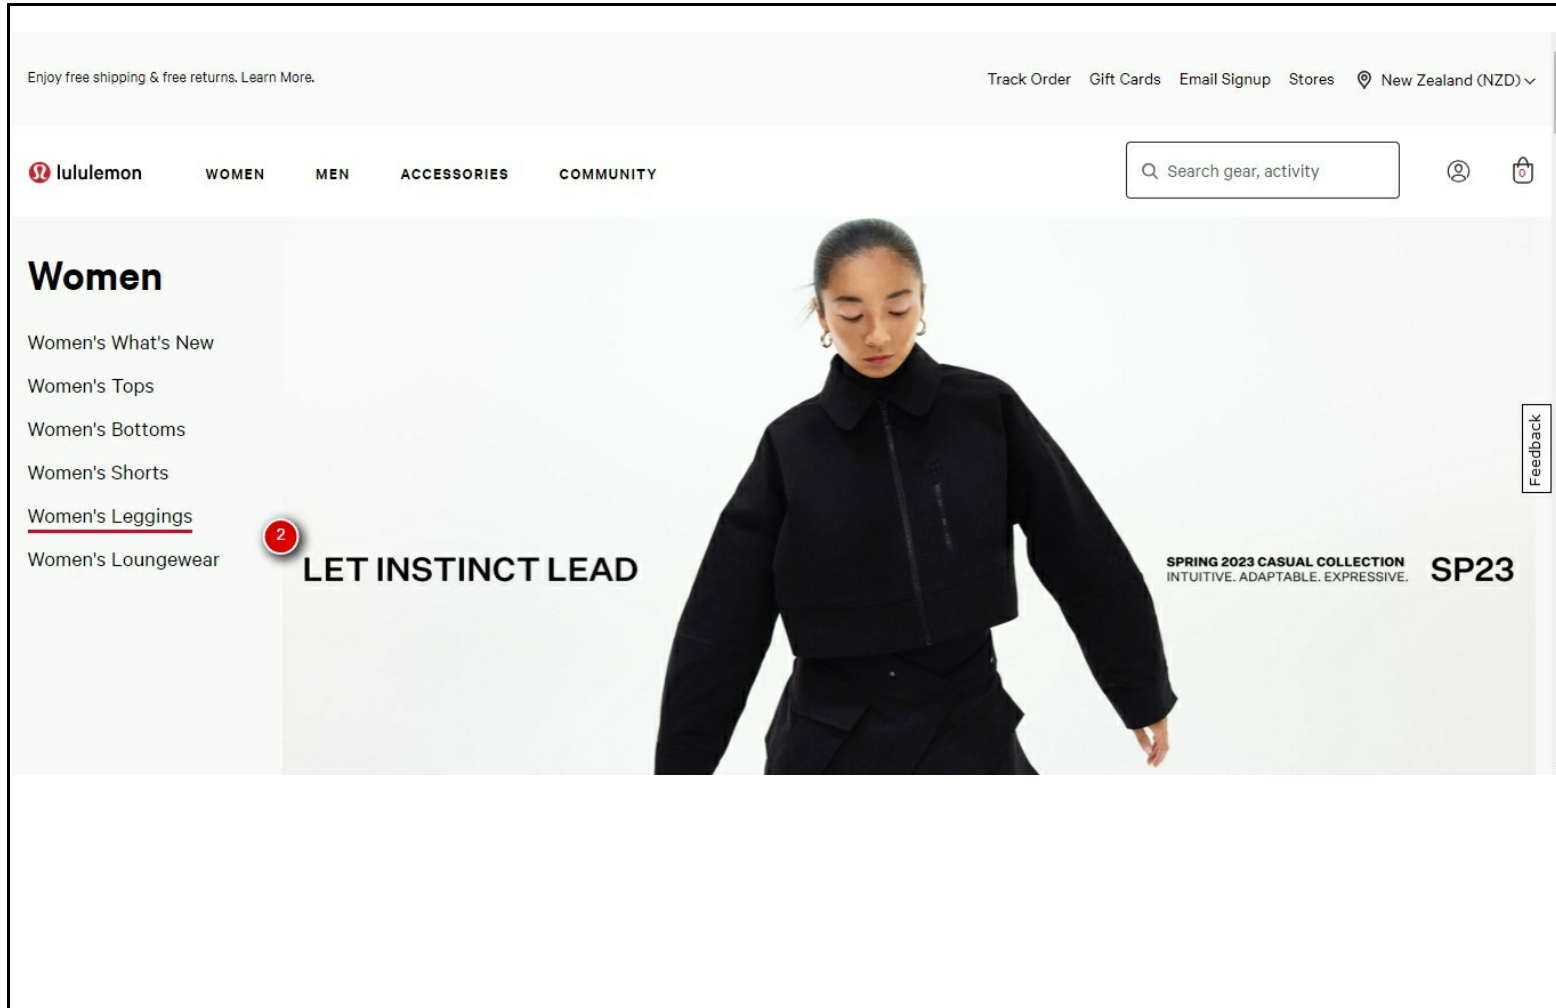 Enjoy free shipping & free returns. Learn More.
Track Order Gift Cards Email Signup Stores New Zealand (NZD)
lululemon WOMEN MEN ACCESSORIES COMMUNITY Search gear, activity 0
Women
Women's What's New
Women's Tops
Women's Bottoms
Women's Shorts
Women's Leggings
Women's Loungewear
2
LET INSTINCT LEAD
SPRING 2023 CASUAL COLLECTION
INTUITIVE. ADAPTABLE. EXPRESSIVE.
SP23
Feedback